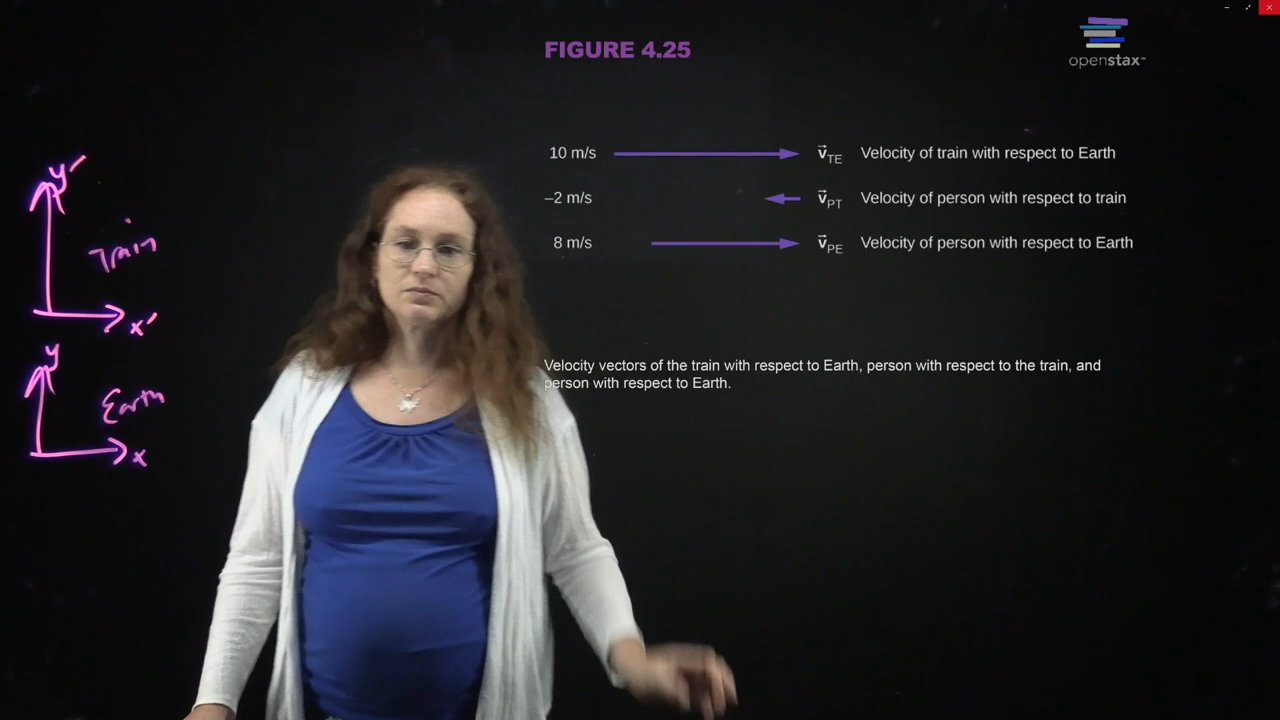 FIGURE 4.25
openstax™
10 m/s v⃗TE Velocity of train with respect to Earth
–2 m/s v⃗PT Velocity of person with respect to train
8 m/s v⃗PE Velocity of person with respect to Earth
Velocity vectors of the train with respect to Earth, person with respect to the train, and
person with respect to Earth.
y′
Train
x′
y
Earth
x